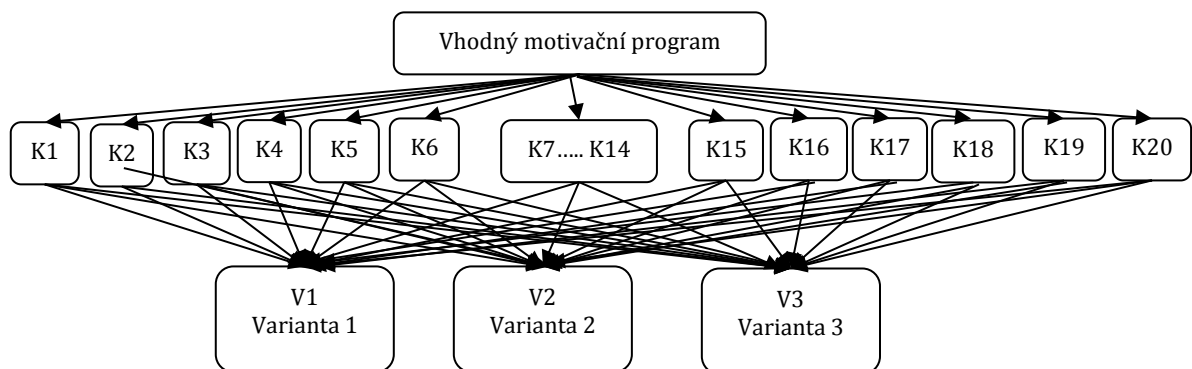 Vhodný motivační program
K1 K2 K3 K4 K5 K6 K7..... K14 K15 K16 K17 K18 K19 K20
V1
Varianta 1
V2
Varianta 2
V3
Varianta 3